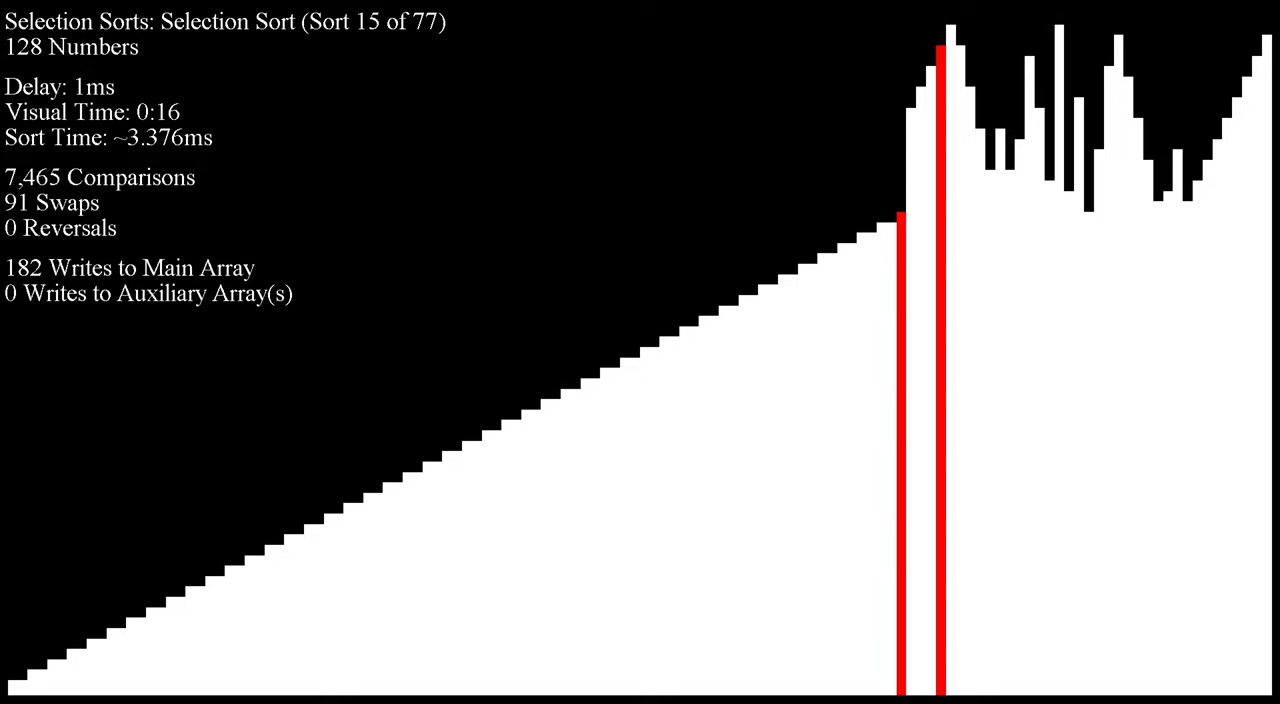 Selection Sorts: Selection Sort (Sort 15 of 77)
128 Numbers
Delay: 1ms
Visual Time: 0:16
Sort Time: ~3.376ms
7,465 Comparisons
91 Swaps
0 Reversals
182 Writes to Main Array
0 Writes to Auxiliary Array(s)